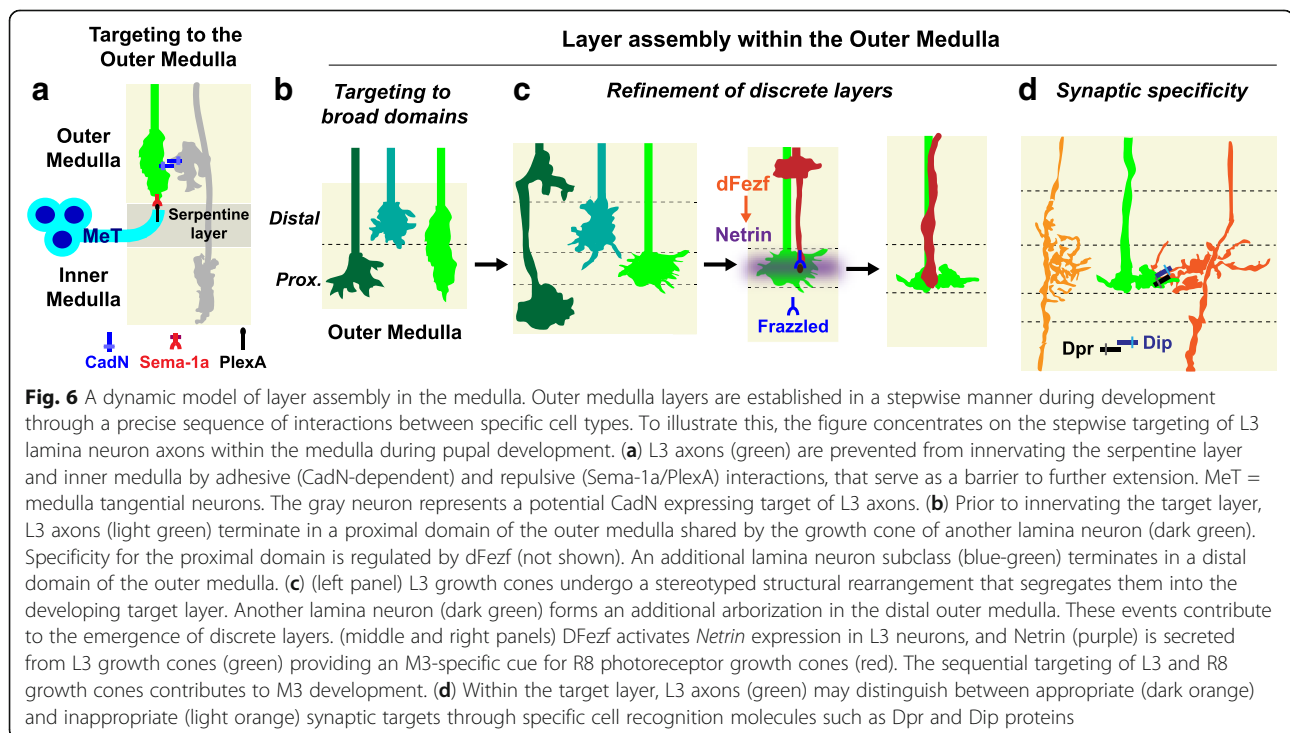 Targeting to the
Outer Medulla
Layer assembly within the Outer Medulla
a
b
c
d
Targeting to
broad domains
Refinement of discrete layers
Synaptic specificity
Outer
Medulla
MeT
Serpentine
layer
Inner
Medulla
CadN
Sema-1a
PlexA
Distal
Prox.
Outer Medulla
dFezf
Netrin
Frazzled
Dpr
Dip
Fig. 6 A dynamic model of layer assembly in the medulla. Outer medulla layers are established in a stepwise manner during development
through a precise sequence of interactions between specific cell types. To illustrate this, the figure concentrates on the stepwise targeting of L3
lamina neuron axons within the medulla during pupal development. (a) L3 axons (green) are prevented from innervating the serpentine layer
and inner medulla by adhesive (CadN-dependent) and repulsive (Sema-1a/PlexA) interactions, that serve as a barrier to further extension. MeT =
medulla tangential neurons. The gray neuron represents a potential CadN expressing target of L3 axons. (b) Prior to innervating the target layer,
L3 axons (light green) terminate in a proximal domain of the outer medulla shared by the growth cone of another lamina neuron (dark green).
Specificity for the proximal domain is regulated by dFezf (not shown). An additional lamina neuron subclass (blue-green) terminates in a distal
domain of the outer medulla. (c) (left panel) L3 growth cones undergo a stereotyped structural rearrangement that segregates them into the
developing target layer. Another lamina neuron (dark green) forms an additional arborization in the distal outer medulla. These events contribute
to the emergence of discrete layers. (middle and right panels) DFezf activates Netrin expression in L3 neurons, and Netrin (purple) is secreted
from L3 growth cones (green) providing an M3-specific cue for R8 photoreceptor growth cones (red). The sequential targeting of L3 and R8
growth cones contributes to M3 development. (d) Within the target layer, L3 axons (green) may distinguish between appropriate (dark orange)
and inappropriate (light orange) synaptic targets through specific cell recognition molecules such as Dpr and Dip proteins